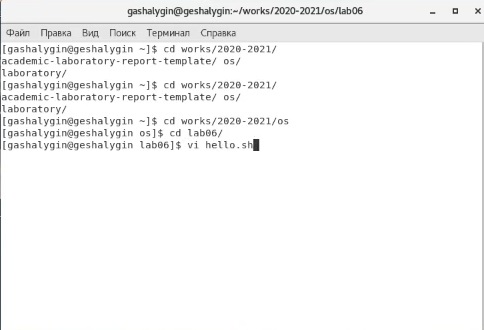 gashalygin@geshalygin:~/works/2020-2021/os/lab06
Файл Правка Вид Поиск Терминал Справка
[gashalygin@geshalygin ~]$ cd works/2020-2021/
academic-laboratory-report-template/ os/
laboratory/
[gashalygin@geshalygin ~]$ cd works/2020-2021/
academic-laboratory-report-template/ os/
laboratory/
[gashalygin@geshalygin ~]$ cd works/2020-2021/os
[gashalygin@geshalygin os]$ cd lab06/
[gashalygin@geshalygin lab06]$ vi hello.sh